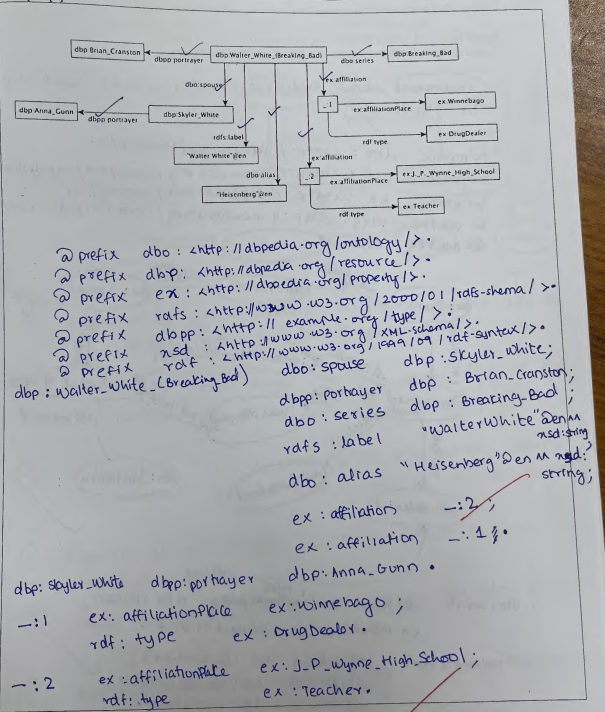 dbp:Brian_Cranston
dbpp:portrayer
dbp:Walter_White_(Breaking_Bad)
dbo:series
dbp:Breaking_Bad
dbo:spouse
ex:affiliation
_:1
ex:affiliationPlace
ex:Winnebago
dbp:Anna_Gunn
dbpp:portrayer
dbp:Skyler_White
rdf:type
ex:DrugDealer
rdfs:label
"Walter White"@en
ex:affiliation
dbo:alias
_:2
ex:affiliationPlace
ex:J._P._Wynne_High_School
"Heisenberg"@en
rdf:type
ex:Teacher
@prefix dbo : <http://dbpedia.org/ontology/>.
@prefix dbp: <http://dbpedia.org/resource/>.
@prefix ex : <http://dbpedia.org/property/>.
@prefix rdfs : <http://www.w3.org/2000/01/rdfs-shema/>.
@prefix dbpp : <http://example.org/type/>.
@prefix xsd : <http://www.w3.org/XML-schema/>.
@prefix rdf : <http://www.w3.org/1999/09/rdf-syntax/>.
dbp : Walter_White_(Breaking_Bad) dbo : spouse dbp : Skyler_White;
dbpp: portrayer dbp : Brian_Cranston;
dbo : series dbp : Breaking_Bad ;
rdfs : label "WalterWhite"@en^^
xsd:string
dbo : alias "Heisenberg"@en^^xsd:
string;
ex : affiliation _:2 ;
ex : affiliation _:1 .
dbp: Skyler_White dbpp: portrayer dbp: Anna_Gunn .
_:1 ex: affiliationPlace ex: Winnebago ;
rdf: type ex : DrugDealer.
_:2 ex :affiliationPlace ex: J_P_Wynne_High_School;
rdf: type ex : Teacher.